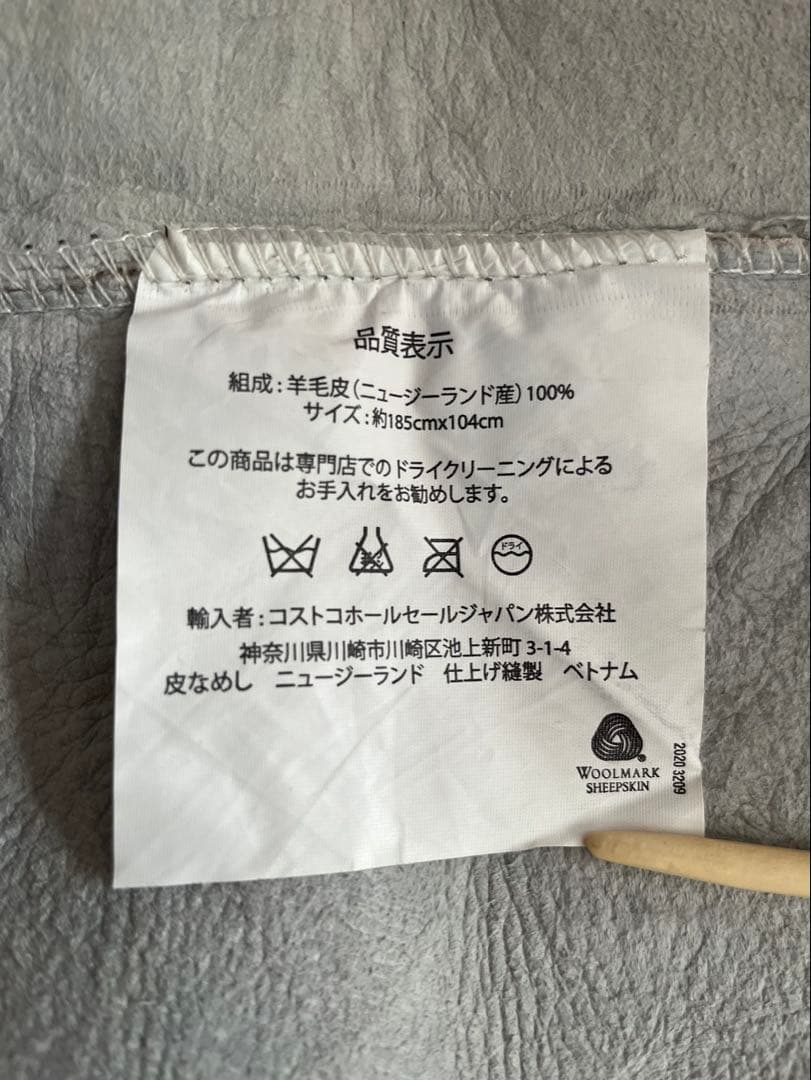 品質表示
組成:羊毛皮(ニュージーランド産)100%
サイズ:約185cmx104cm
この商品は専門店でのドライクリーニングによる
お手入れをお勧めします。
ドライ
輸入者:コストコホールセールジャパン株式会社
神奈川県川崎市川崎区池上新町 3-1-4
皮なめし ニュージーランド 仕上げ縫製 ベトナム
WOOLMARK
SHEEPSKIN
2020 3209